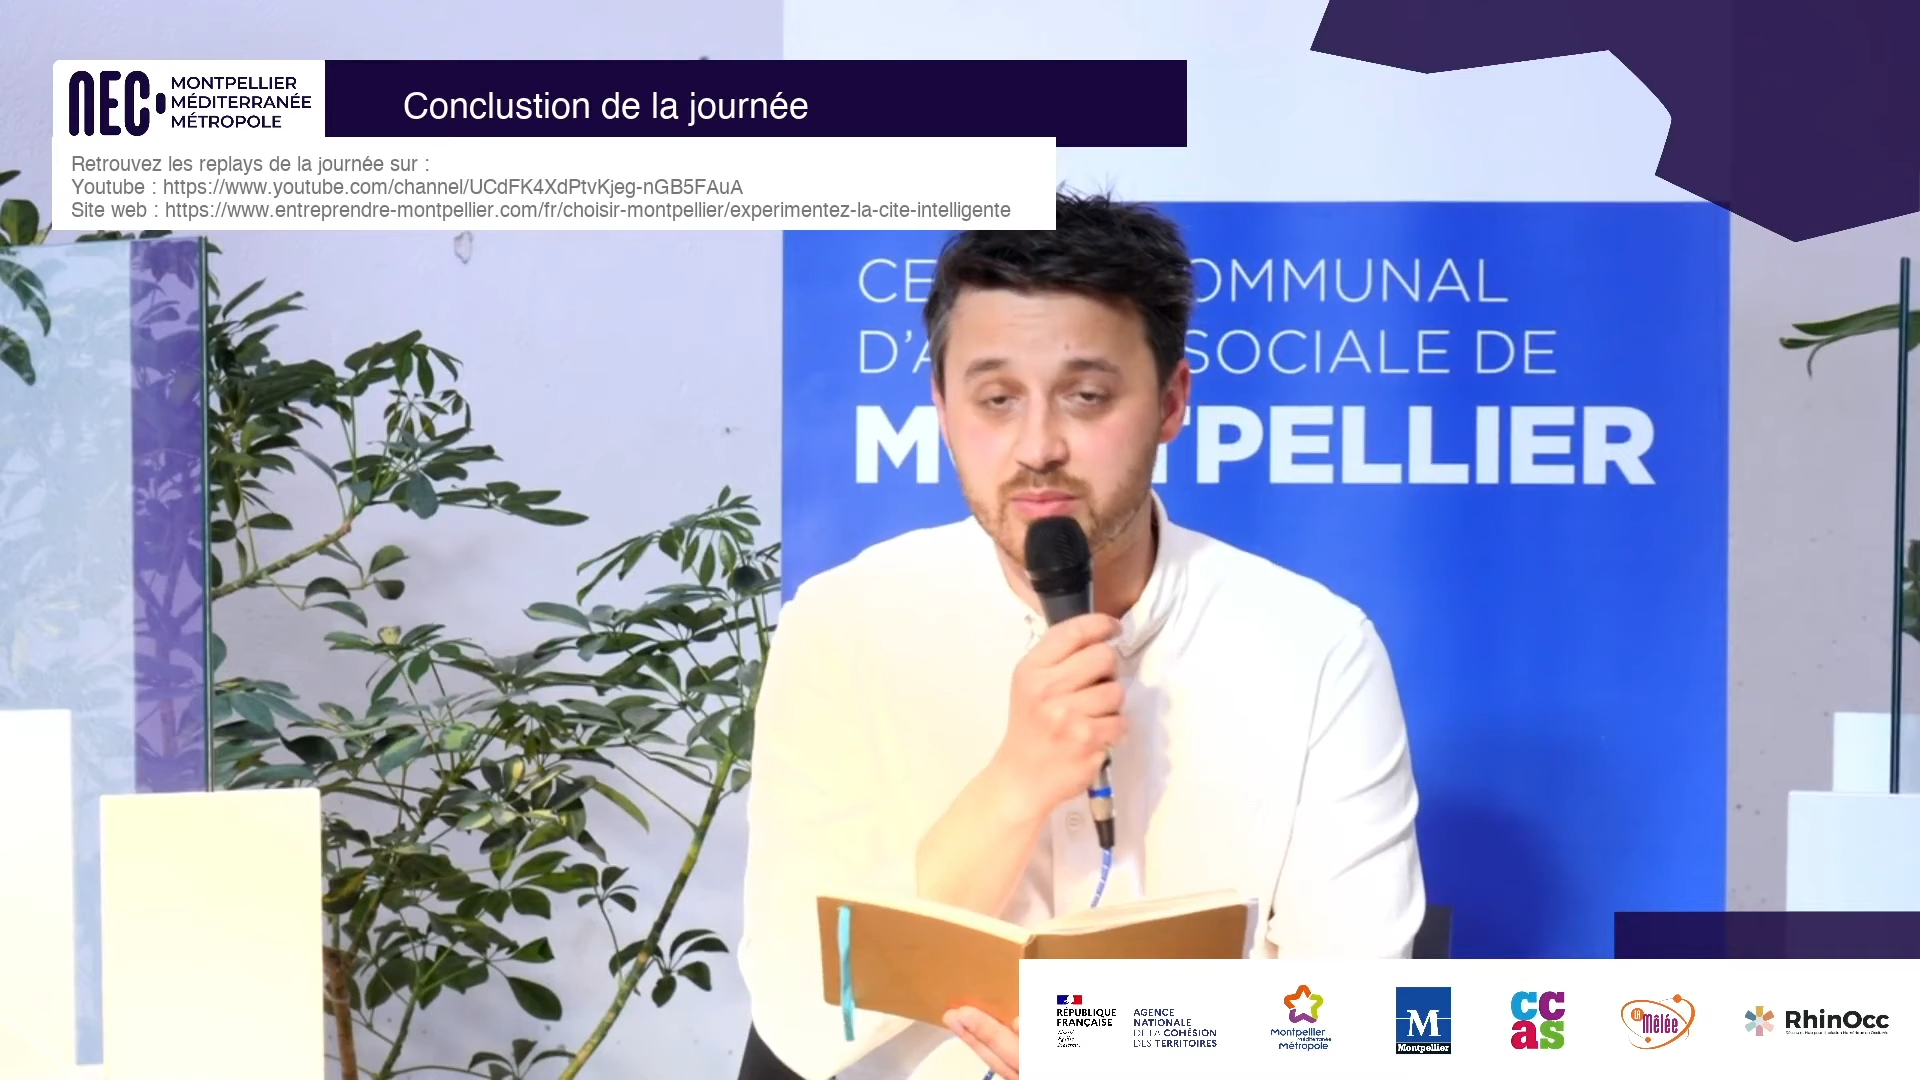 NEC
MONTPELLIER
MÉDITERRANÉE
MÉTROPOLE
Conclustion de la journée
Retrouvez les replays de la journée sur :
Youtube : https://www.youtube.com/channel/UCdFK4XdPtvKjeg-nGB5FAuA
Site web : https://www.entreprendre-montpellier.com/fr/choisir-montpellier/experimentez-la-cite-intelligente
CE OMMUNAL
D'A SOCIALE DE
M TPELLIER
RÉPUBLIQUE
FRANÇAISE
AGENCE
NATIONALE
DE LA COHÉSION
DES TERRITOIRES
Montpellier
Méditerranée
Métropole
M
Montpellier
cc
as
la mêlée
RhinOcc